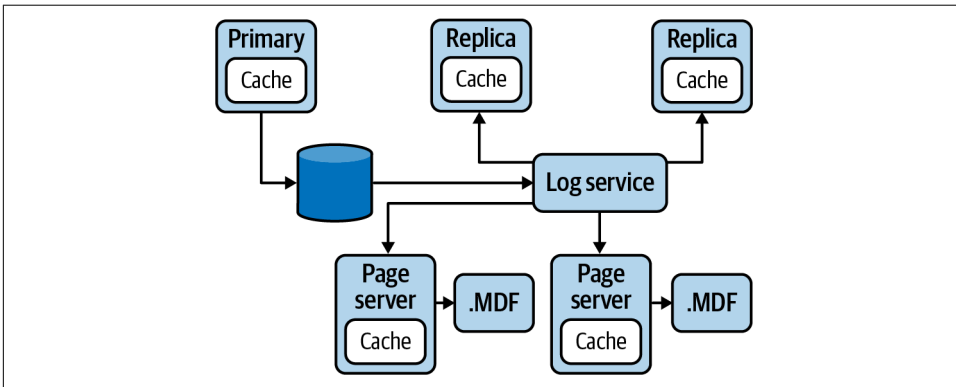 Primary
Cache
Replica
Cache
Replica
Cache
Log service
Page
server
Cache
.MDF
Page
server
Cache
.MDF